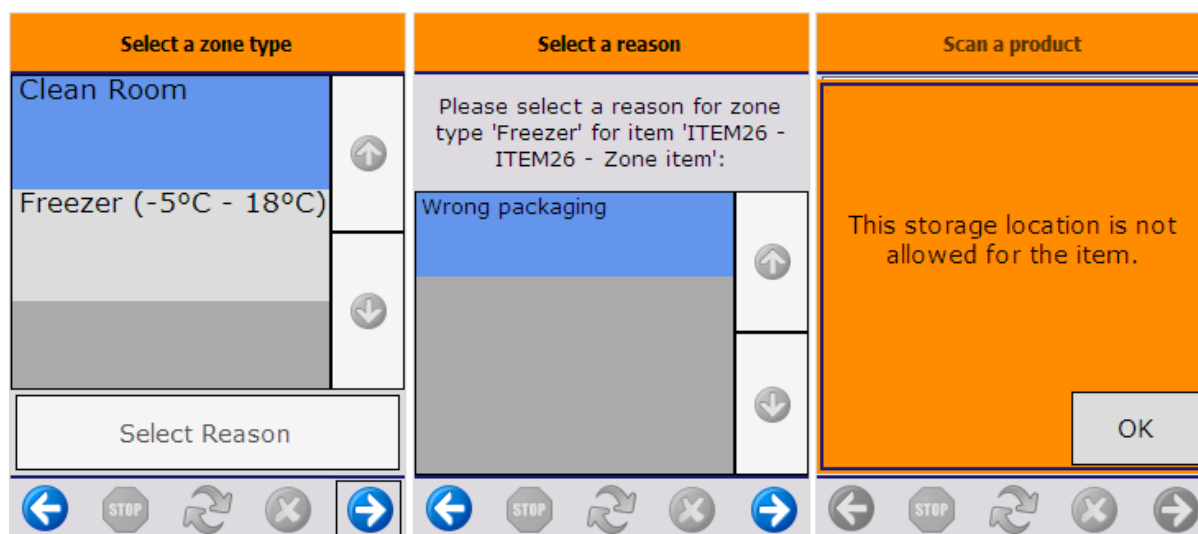 Select a zone type
Clean Room
Freezer (-5ºC - 18ºC)
Select Reason
STOP
Select a reason
Please select a reason for zone
type 'Freezer' for item 'ITEM26 -
ITEM26 - Zone item':
Wrong packaging
STOP
Scan a product
This storage location is not
allowed for the item.
OK
STOP